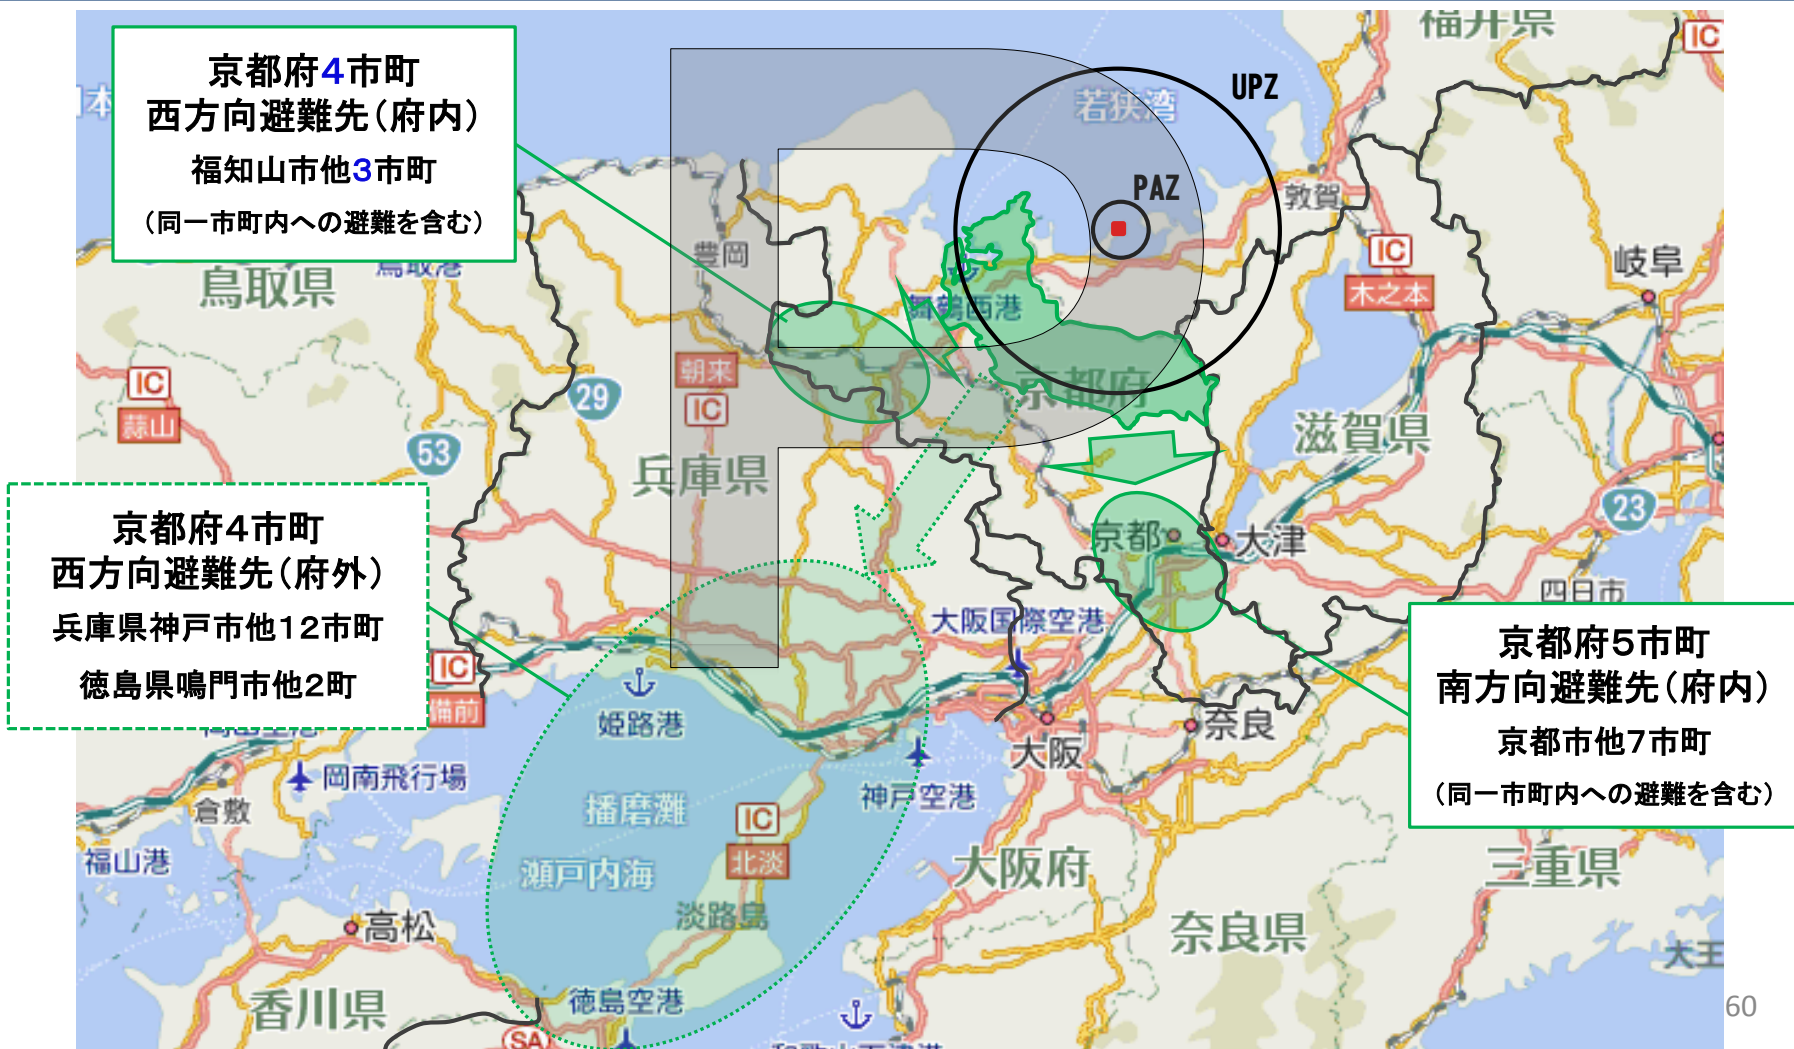 京都府4市町
西方向避難先（府内）
福知山市他3市町
（同一市町内への避難を含む）
福井県
IC
若狭湾
UPZ
PAZ
敦賀
豊岡
鳥取港
鳥取県
舞鶴西港
IC
木之本
岐阜
IC
蒜山
29
53
朝来
IC
京都府
滋賀県
兵庫県
23
京都府4市町
西方向避難先（府外）
兵庫県神戸市他12市町
徳島県鳴門市他2町
京都
大津
四日市
大阪国際空港
IC
備前
京都府5市町
南方向避難先（府内）
京都市他7市町
（同一市町内への避難を含む）
姫路港
奈良
大阪
岡南飛行場
倉敷
神戸空港
播磨灘
IC
北淡
福山港
瀬戸内海
大阪府
三重県
淡路島
高松
奈良県
大王
香川県
徳島空港
SA
60